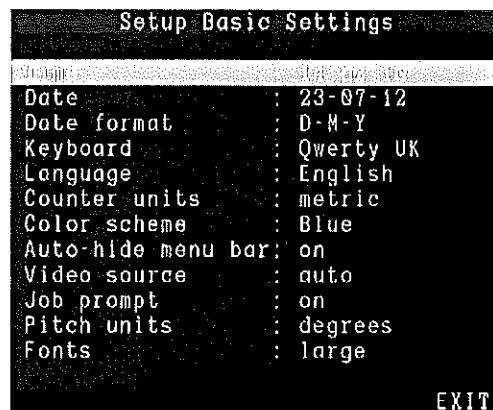 Setup Basic Settings
Date : 23-07-12
Date format : D-M-Y
Keyboard : Qwerty UK
Language : English
Counter units : metric
Color scheme : Blue
Auto-hide menu bar: on
Video source : auto
Job prompt : on
Pitch units : degrees
Fonts : large
EXIT